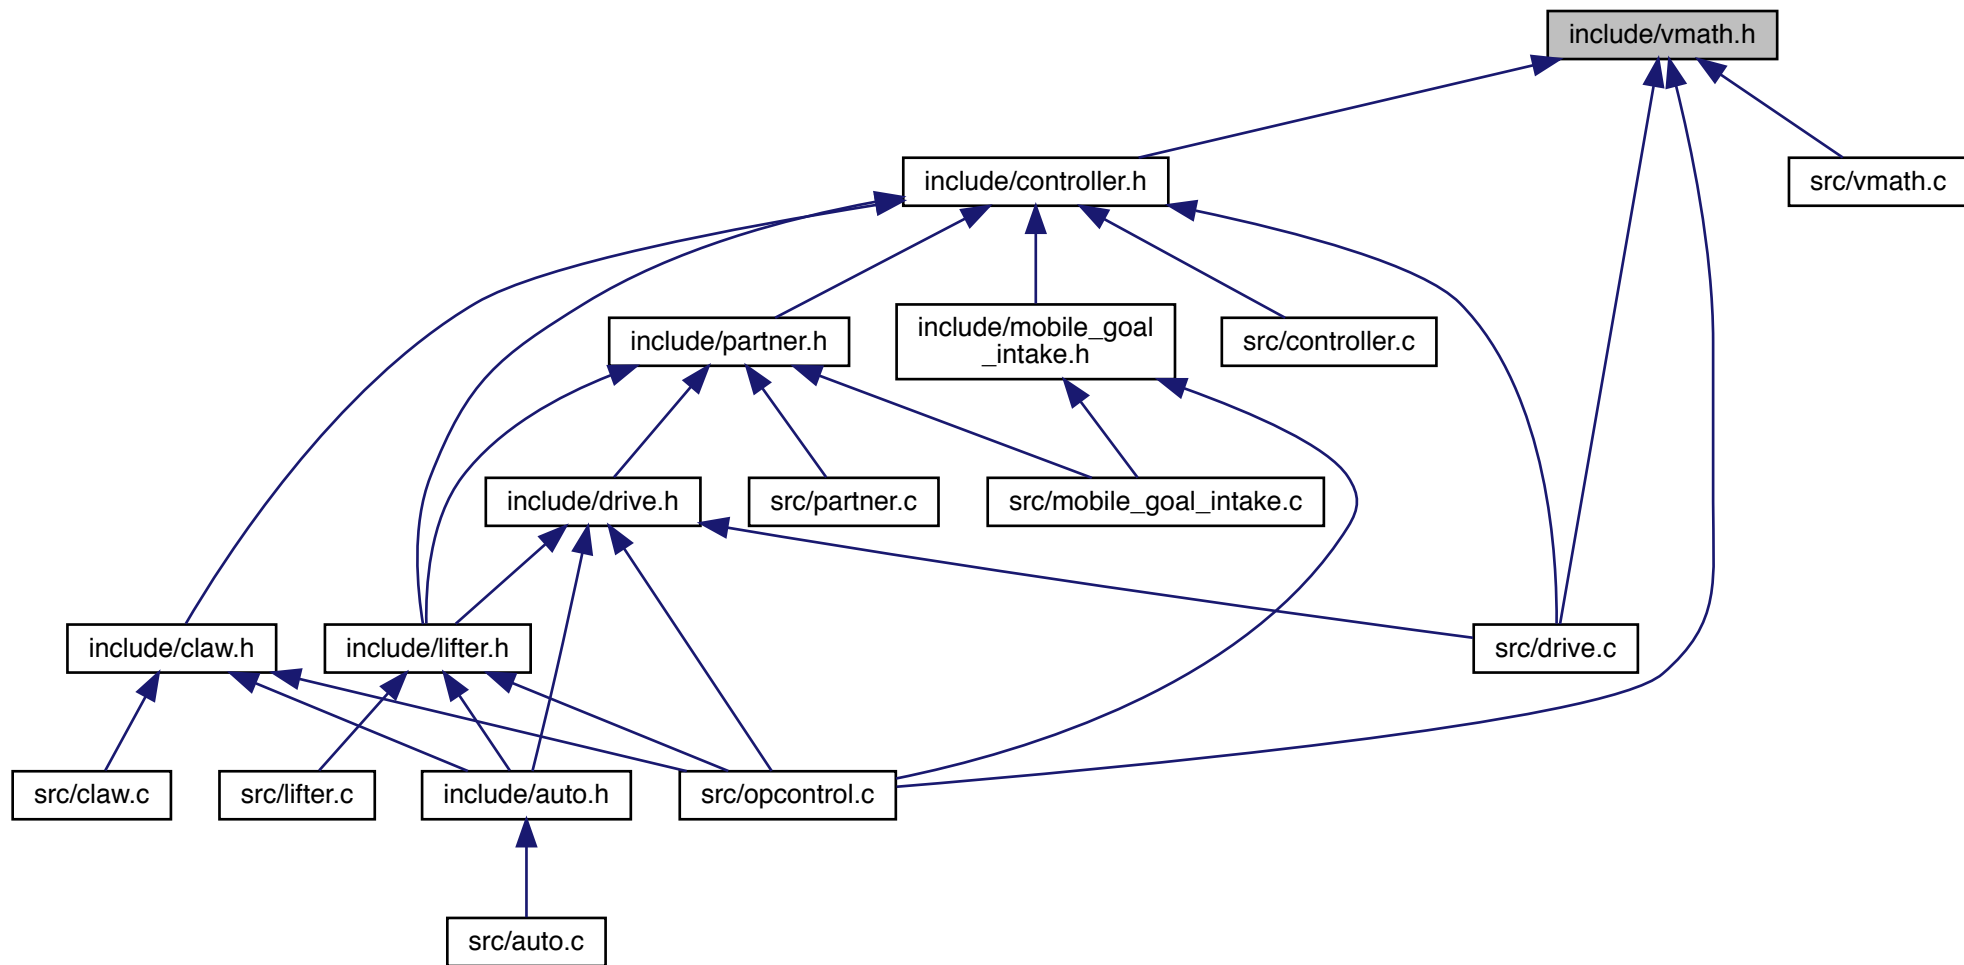 include/vmath.h
include/controller.h
src/vmath.c
include/partner.h
include/mobile_goal
_intake.h
src/controller.c
include/drive.h
src/partner.c
src/mobile_goal_intake.c
include/claw.h
include/lifter.h
src/drive.c
src/claw.c
src/lifter.c
include/auto.h
src/opcontrol.c
src/auto.c